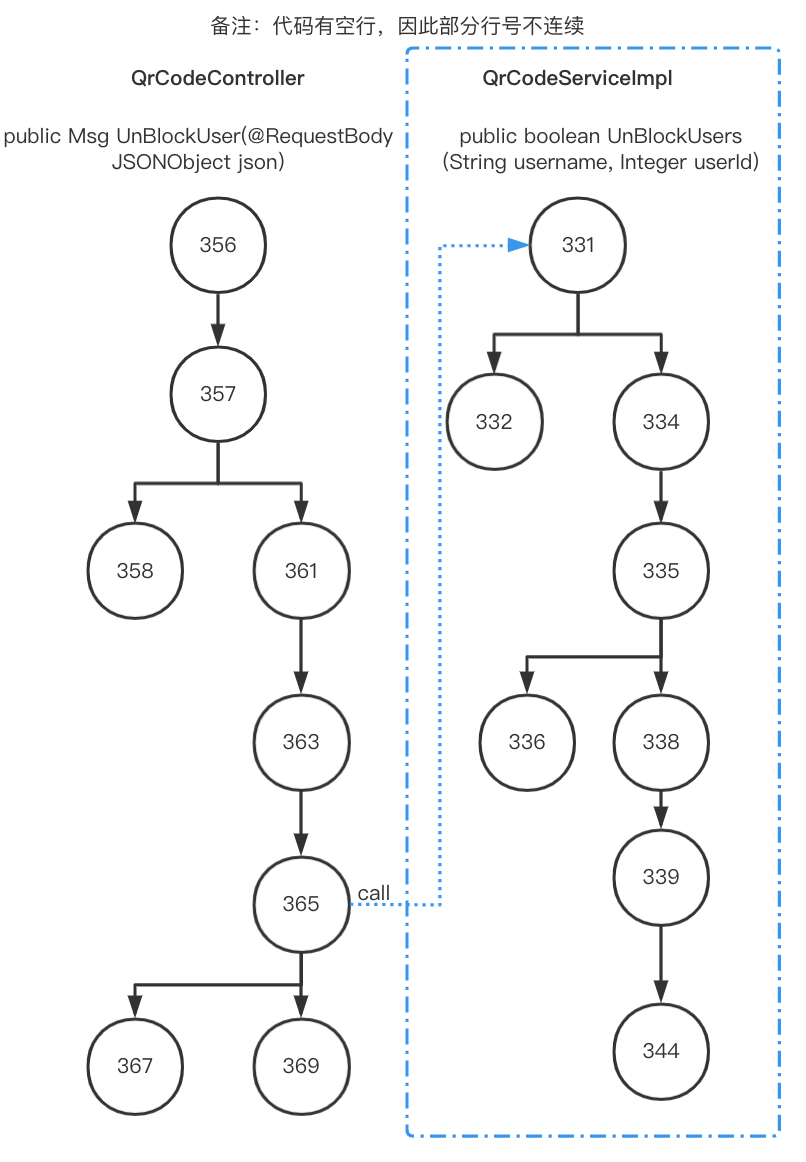 备注：代码有空行，因此部分行号不连续
QrCodeController
public Msg UnBlockUser(@RequestBody
JSONObject json)
356
357
358
361
363
365
call
367
369
QrCodeServiceImpl
public boolean UnBlockUsers
(String username, Integer userId)
331
332
334
335
336
338
339
344